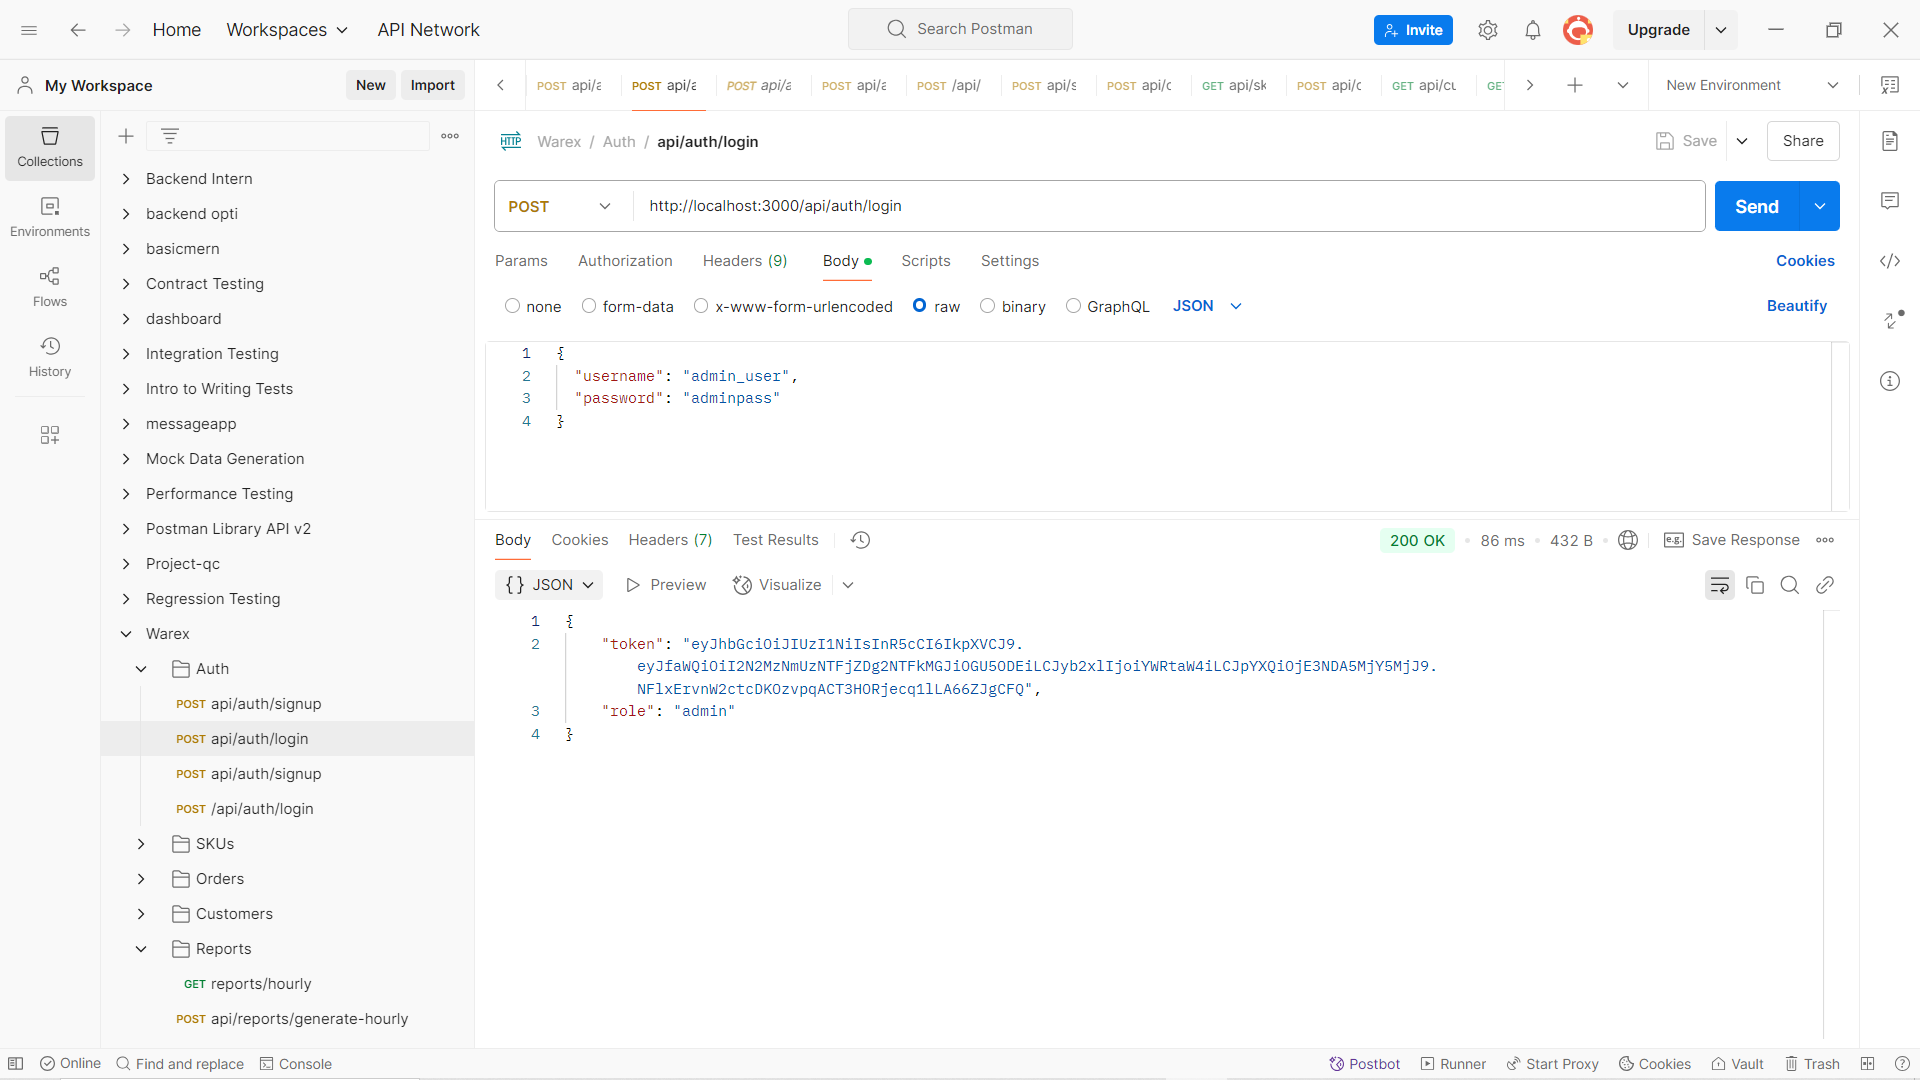 Home
Workspaces
API Network
Search Postman
Invite
Upgrade
My Workspace
New
Import
POST api/a
POST api/a
POST api/a
POST api/a
POST /api/
POST api/s
POST api/c
GET api/sk
POST api/c
GET api/cu
GET
New Environment
Collections
Environments
Flows
History
Backend Intern
backend opti
basicmern
Contract Testing
dashboard
Integration Testing
Intro to Writing Tests
messageapp
Mock Data Generation
Performance Testing
Postman Library API v2
Project-qc
Regression Testing
Warex
Auth
POST api/auth/signup
POST api/auth/login
POST api/auth/signup
POST /api/auth/login
SKUs
Orders
Customers
Reports
GET reports/hourly
POST api/reports/generate-hourly
HTTP Warex / Auth / api/auth/login
Save
Share
POST
http://localhost:3000/api/auth/login
Send
Params
Authorization
Headers (9)
Body
Scripts
Settings
Cookies
none
form-data
x-www-form-urlencoded
raw
binary
GraphQL
JSON
Beautify
1 {
2 "username": "admin_user",
3 "password": "adminpass"
4 }
Body
Cookies
Headers (7)
Test Results
200 OK
86 ms
432 B
e.g. Save Response
{} JSON
Preview
Visualize
1 {
2 "token": "eyJhbGciOiJIUzI1NiIsInR5cCI6IkpXVCJ9.
eyJfaWQiOiI2N2MzNmUzNTFjZDg2NTFkMGJiOGU5ODEiLCJyb2xlIjoiYWRtaW4iLCJpYXQiOjE3NDA5MjY5MjJ9.
NFlxErvnW2ctcDKOzvpqACT3HORjecq1lLA66ZJgCFQ",
3 "role": "admin"
4 }
Online
Find and replace
Console
Postbot
Runner
Start Proxy
Cookies
Vault
Trash